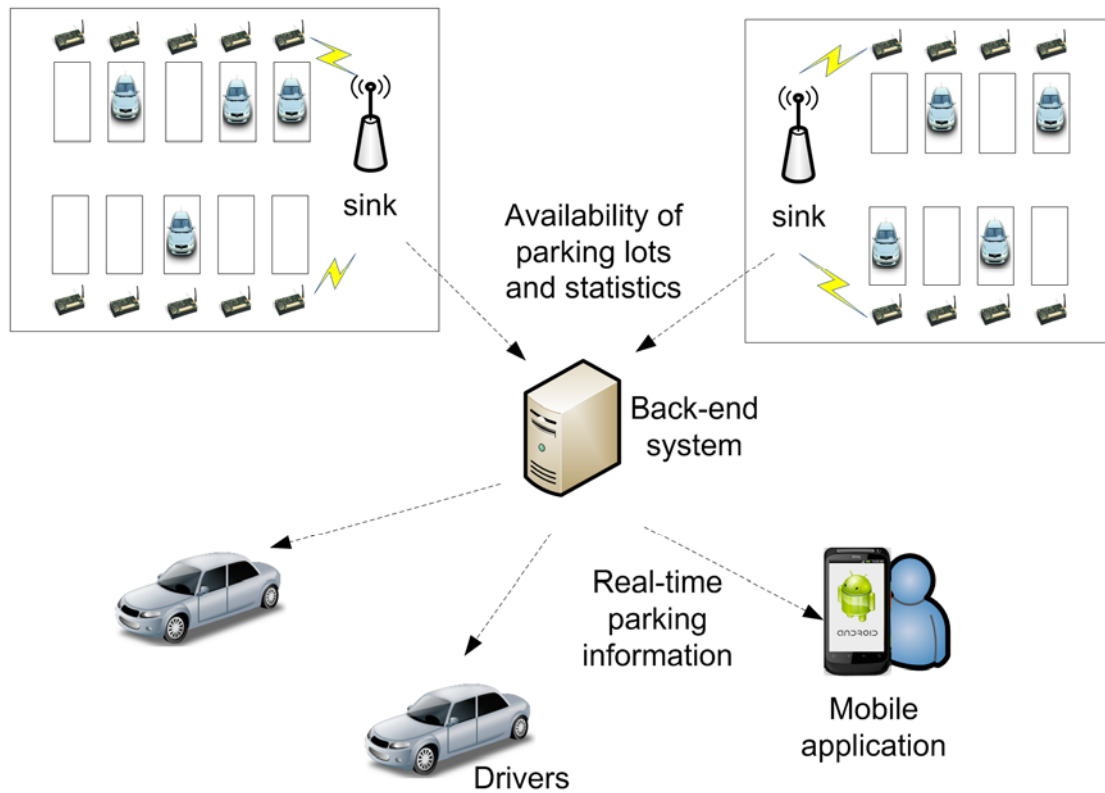 sink
sink
Availability of
parking lots
and statistics
Back-end
system
Real-time
parking
information
ANDROID
Mobile
application
Drivers